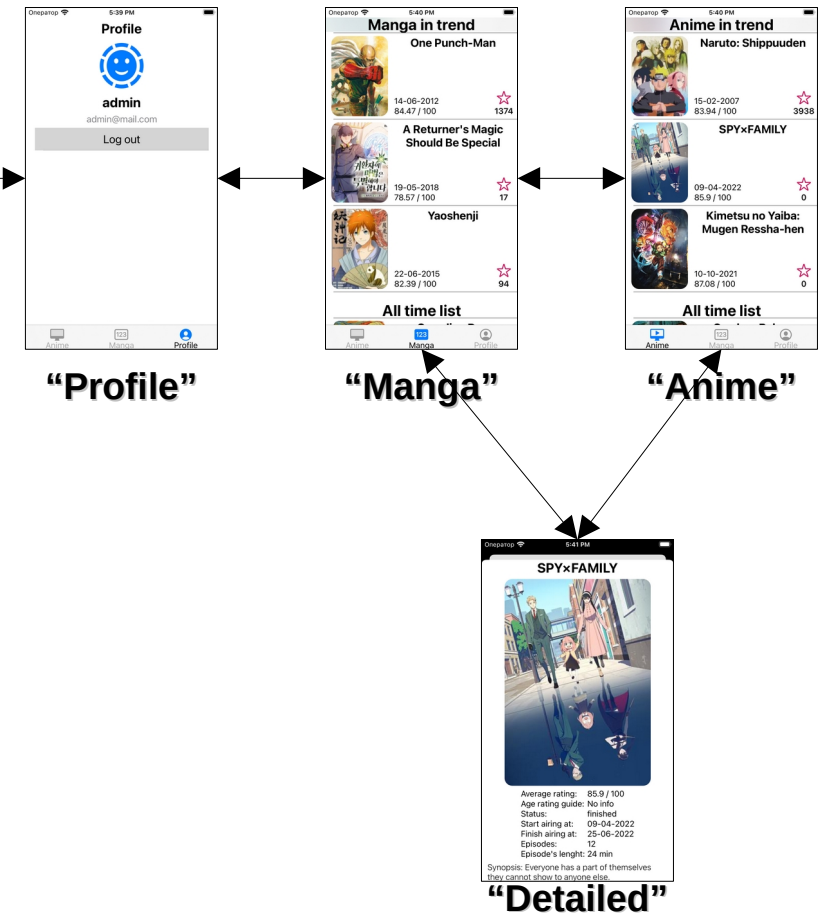 Оператор 5:39 PM
Profile
admin
admin@mail.com
Log out
Anime Manga Profile
“Profile”
Оператор 5:40 PM
Manga in trend
One Punch-Man
14-06-2012
84.47 / 100 1374
A Returner's Magic
Should Be Special
19-05-2018
78.57 / 100 17
Yaoshenji
22-06-2015
82.39 / 100 94
All time list
Anime Manga Profile
“Manga”
Оператор 5:40 PM
Anime in trend
Naruto: Shippuuden
15-02-2007
83.94 / 100 3938
SPY×FAMILY
09-04-2022
85.9 / 100 0
Kimetsu no Yaiba:
Mugen Ressha-hen
10-10-2021
87.08 / 100 0
All time list
Anime Manga Profile
“Anime”
Оператор 5:41 PM
SPY×FAMILY
Average rating: 85.9 / 100
Age rating guide: No info
Status: finished
Start airing at: 09-04-2022
Finish airing at: 25-06-2022
Episodes: 12
Episode's lenght: 24 min
Synopsis: Everyone has a part of themselves
they cannot show to anyone else.
“Detailed”